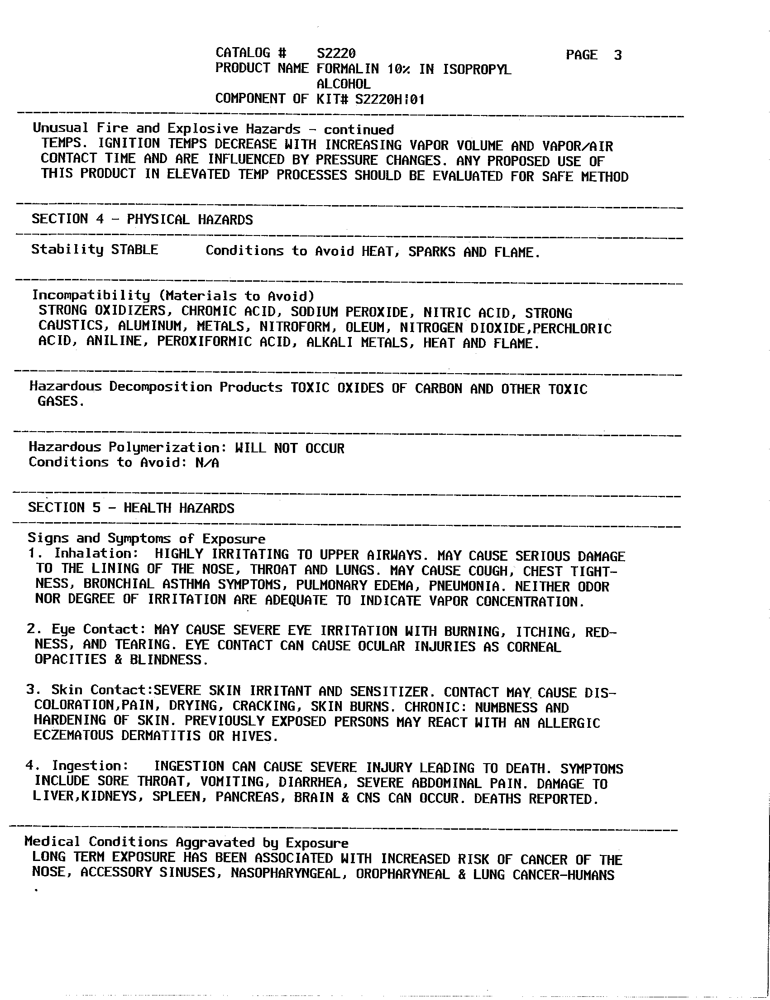 CATALOG # S2220 PAGE 3
PRODUCT NAME FORMALIN 10% IN ISOPROPYL
ALCOHOL
COMPONENT OF KIT# S2220H:01
Unusual Fire and Explosive Hazards - continued
TEMPS. IGNITION TEMPS DECREASE WITH INCREASING VAPOR VOLUME AND VAPOR/AIR
CONTACT TIME AND ARE INFLUENCED BY PRESSURE CHANGES. ANY PROPOSED USE OF
THIS PRODUCT IN ELEVATED TEMP PROCESSES SHOULD BE EVALUATED FOR SAFE METHOD
SECTION 4 - PHYSICAL HAZARDS
Stability STABLE Conditions to Avoid HEAT, SPARKS AND FLAME.
Incompatibility (Materials to Avoid)
STRONG OXIDIZERS, CHROMIC ACID, SODIUM PEROXIDE, NITRIC ACID, STRONG
CAUSTICS, ALUMINUM, METALS, NITROFORM, OLEUM, NITROGEN DIOXIDE,PERCHLORIC
ACID, ANILINE, PEROXIFORMIC ACID, ALKALI METALS, HEAT AND FLAME.
Hazardous Decomposition Products TOXIC OXIDES OF CARBON AND OTHER TOXIC
GASES.
Hazardous Polymerization: WILL NOT OCCUR
Conditions to Avoid: N/A
SECTION 5 - HEALTH HAZARDS
Signs and Symptoms of Exposure
1. Inhalation: HIGHLY IRRITATING TO UPPER AIRWAYS. MAY CAUSE SERIOUS DAMAGE
TO THE LINING OF THE NOSE, THROAT AND LUNGS. MAY CAUSE COUGH, CHEST TIGHT-
NESS, BRONCHIAL ASTHMA SYMPTOMS, PULMONARY EDEMA, PNEUMONIA. NEITHER ODOR
NOR DEGREE OF IRRITATION ARE ADEQUATE TO INDICATE VAPOR CONCENTRATION.
2. Eye Contact: MAY CAUSE SEVERE EYE IRRITATION WITH BURNING, ITCHING, RED-
NESS, AND TEARING. EYE CONTACT CAN CAUSE OCULAR INJURIES AS CORNEAL
OPACITIES & BLINDNESS.
3. Skin Contact:SEVERE SKIN IRRITANT AND SENSITIZER. CONTACT MAY CAUSE DIS-
COLORATION,PAIN, DRYING, CRACKING, SKIN BURNS. CHRONIC: NUMBNESS AND
HARDENING OF SKIN. PREVIOUSLY EXPOSED PERSONS MAY REACT WITH AN ALLERGIC
ECZEMATOUS DERMATITIS OR HIVES.
4. Ingestion: INGESTION CAN CAUSE SEVERE INJURY LEADING TO DEATH. SYMPTOMS
INCLUDE SORE THROAT, VOMITING, DIARRHEA, SEVERE ABDOMINAL PAIN. DAMAGE TO
LIVER,KIDNEYS, SPLEEN, PANCREAS, BRAIN & CNS CAN OCCUR. DEATHS REPORTED.
Medical Conditions Aggravated by Exposure
LONG TERM EXPOSURE HAS BEEN ASSOCIATED WITH INCREASED RISK OF CANCER OF THE
NOSE, ACCESSORY SINUSES, NASOPHARYNGEAL, OROPHARYNEAL & LUNG CANCER-HUMANS
.